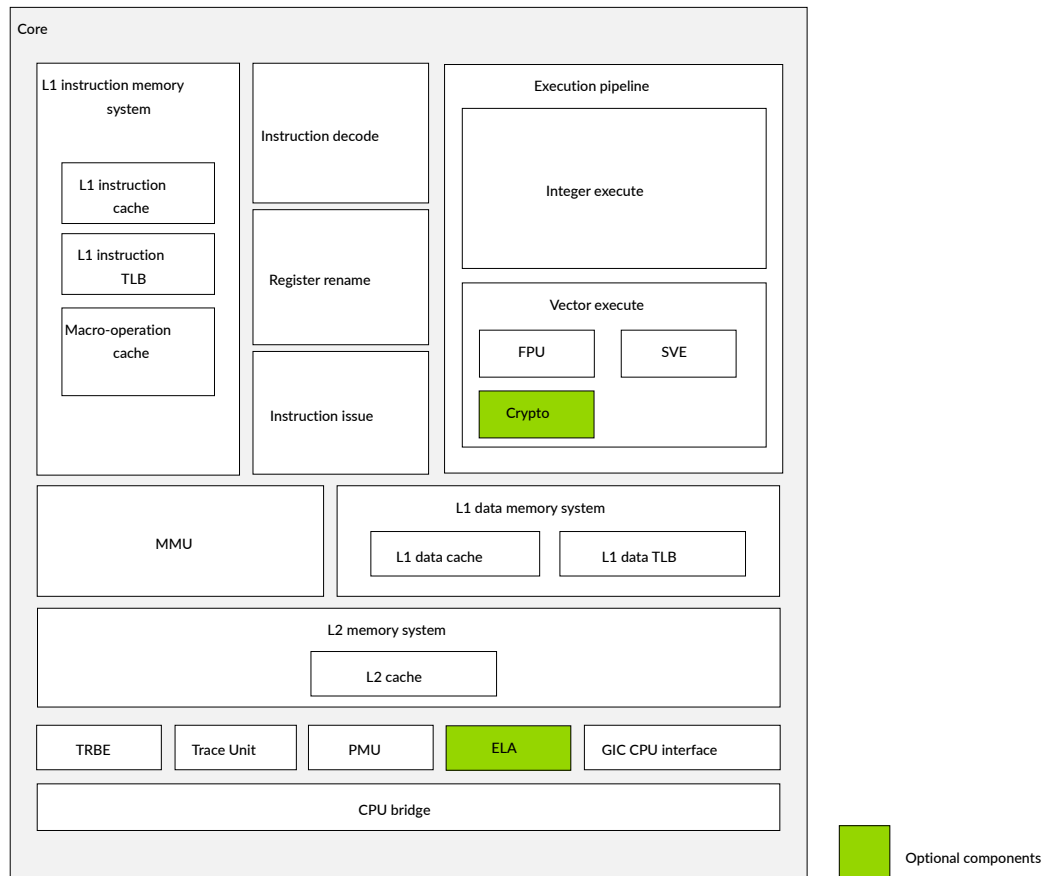 Core
L1 instruction memory
system
L1 instruction
cache
L1 instruction
TLB
Macro-operation
cache
Instruction decode
Register rename
Instruction issue
Execution pipeline
Integer execute
Vector execute
FPU
SVE
Crypto
MMU
L1 data memory system
L1 data cache
L1 data TLB
L2 memory system
L2 cache
TRBE
Trace Unit
PMU
ELA
GIC CPU interface
CPU bridge
Optional components